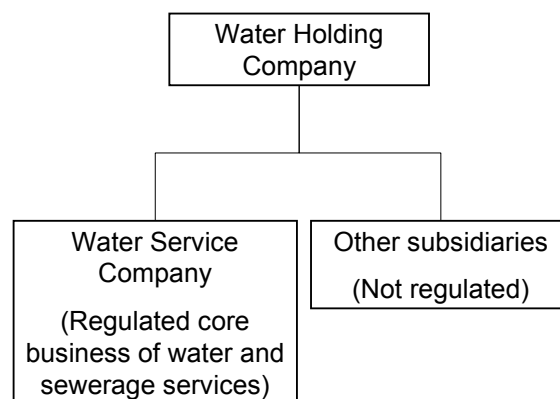 Water Holding
Company
Water Service
Company
(Regulated core
business of water and
sewerage services)
Other subsidiaries
(Not regulated)